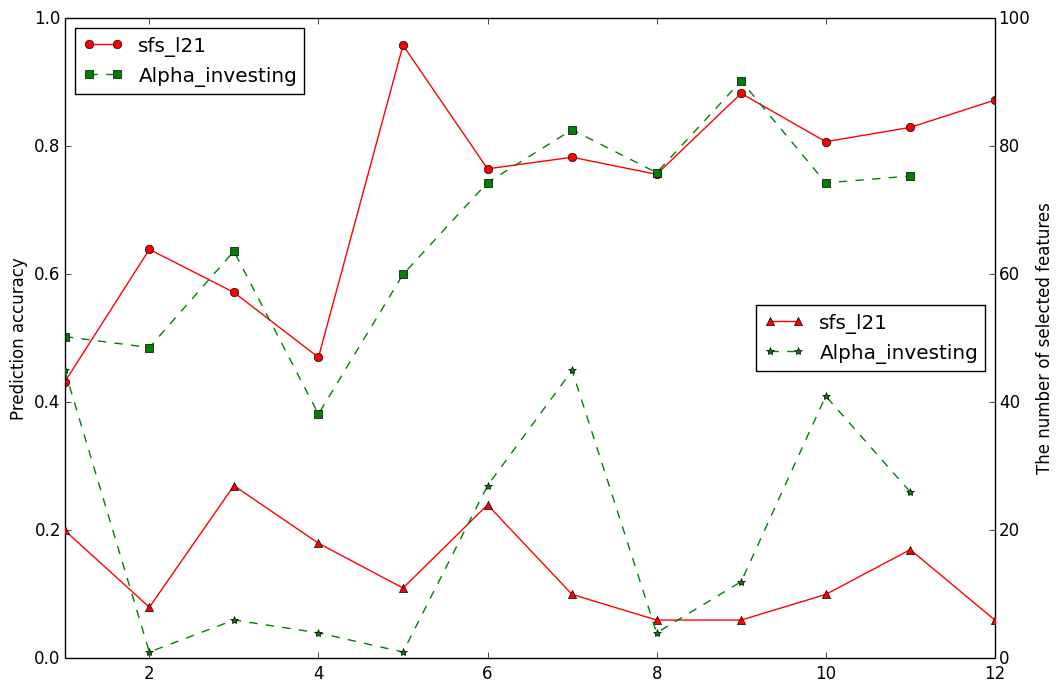 1.0
0.8
0.6
0.4
0.2
0.0
Prediction accuracy
sfs_l21
Alpha_investing
100
80
60
40
20
0
The number of selected features
sfs_l21
Alpha_investing
2 4 6 8 10 12